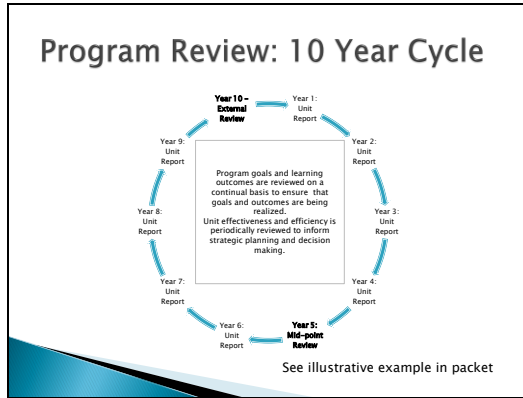 Program Review: 10 Year Cycle
Year 10 –
External
Review
Year 1:
Unit
Report
Year 2:
Unit
Report
Year 3:
Unit
Report
Year 4:
Unit
Report
Year 5:
Mid-point
Review
Year 6:
Unit
Report
Year 7:
Unit
Report
Year 8:
Unit
Report
Year 9:
Unit
Report
Program goals and learning
outcomes are reviewed on a
continual basis to ensure that
goals and outcomes are being
realized.
Unit effectiveness and efficiency is
periodically reviewed to inform
strategic planning and decision
making.
See illustrative example in packet